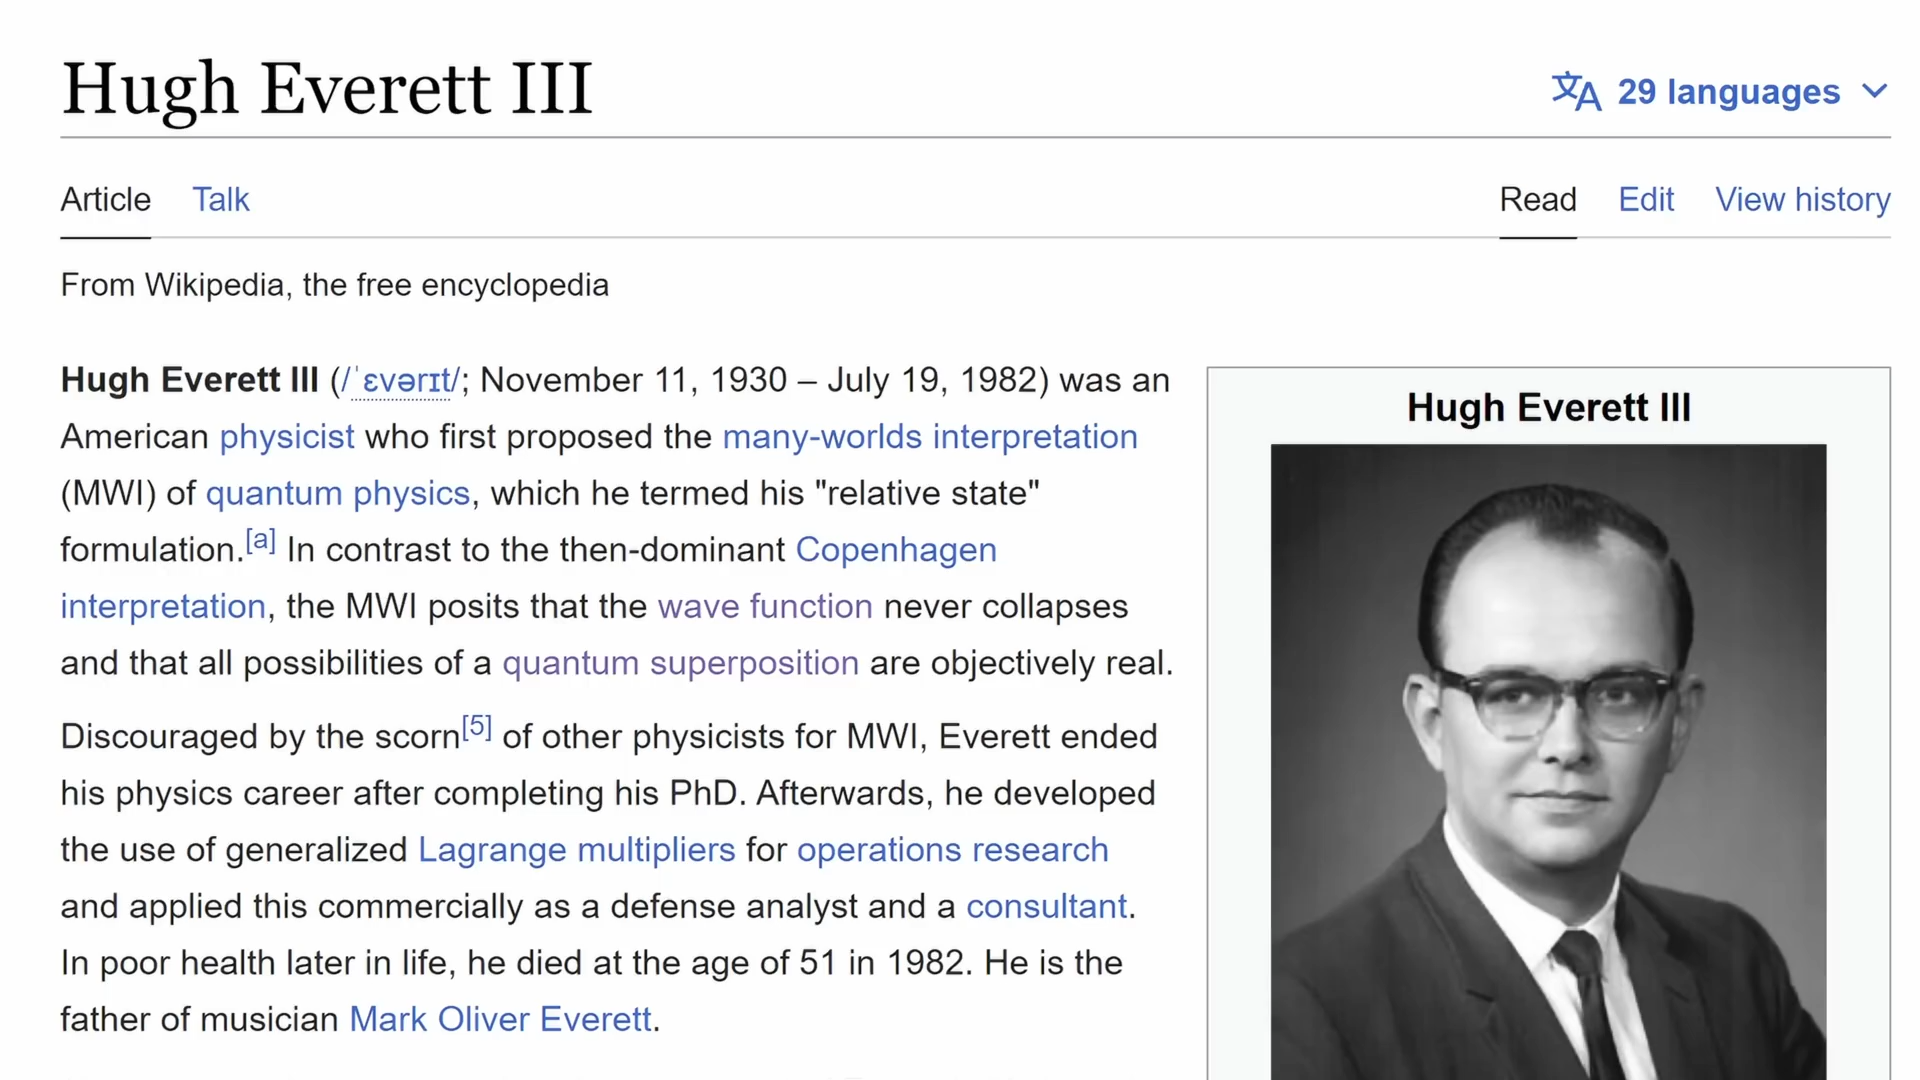 Hugh Everett III
29 languages
Article Talk Read Edit View history
From Wikipedia, the free encyclopedia
Hugh Everett III (/ˈɛvərɪt/; November 11, 1930 – July 19, 1982) was an
American physicist who first proposed the many-worlds interpretation
(MWI) of quantum physics, which he termed his "relative state"
formulation.[a] In contrast to the then-dominant Copenhagen
interpretation, the MWI posits that the wave function never collapses
and that all possibilities of a quantum superposition are objectively real.
Discouraged by the scorn[5] of other physicists for MWI, Everett ended
his physics career after completing his PhD. Afterwards, he developed
the use of generalized Lagrange multipliers for operations research
and applied this commercially as a defense analyst and a consultant.
In poor health later in life, he died at the age of 51 in 1982. He is the
father of musician Mark Oliver Everett.
Hugh Everett III